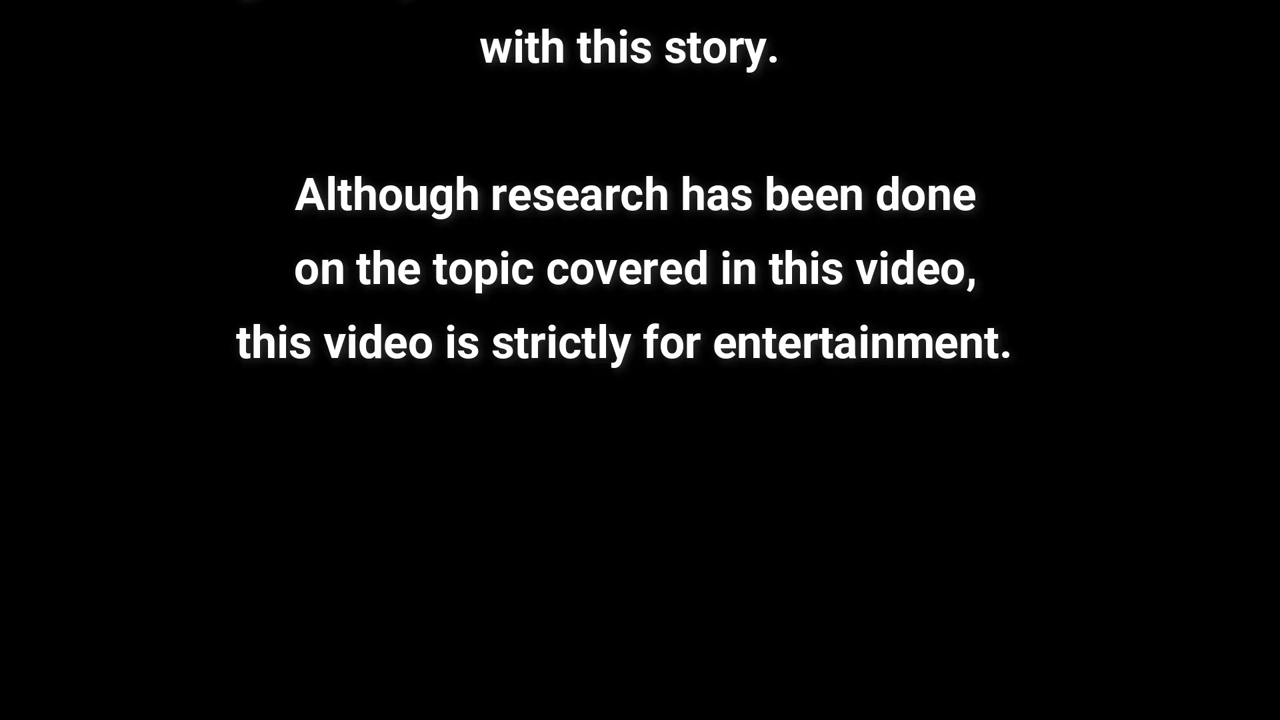 with this story.
Although research has been done
on the topic covered in this video,
this video is strictly for entertainment.